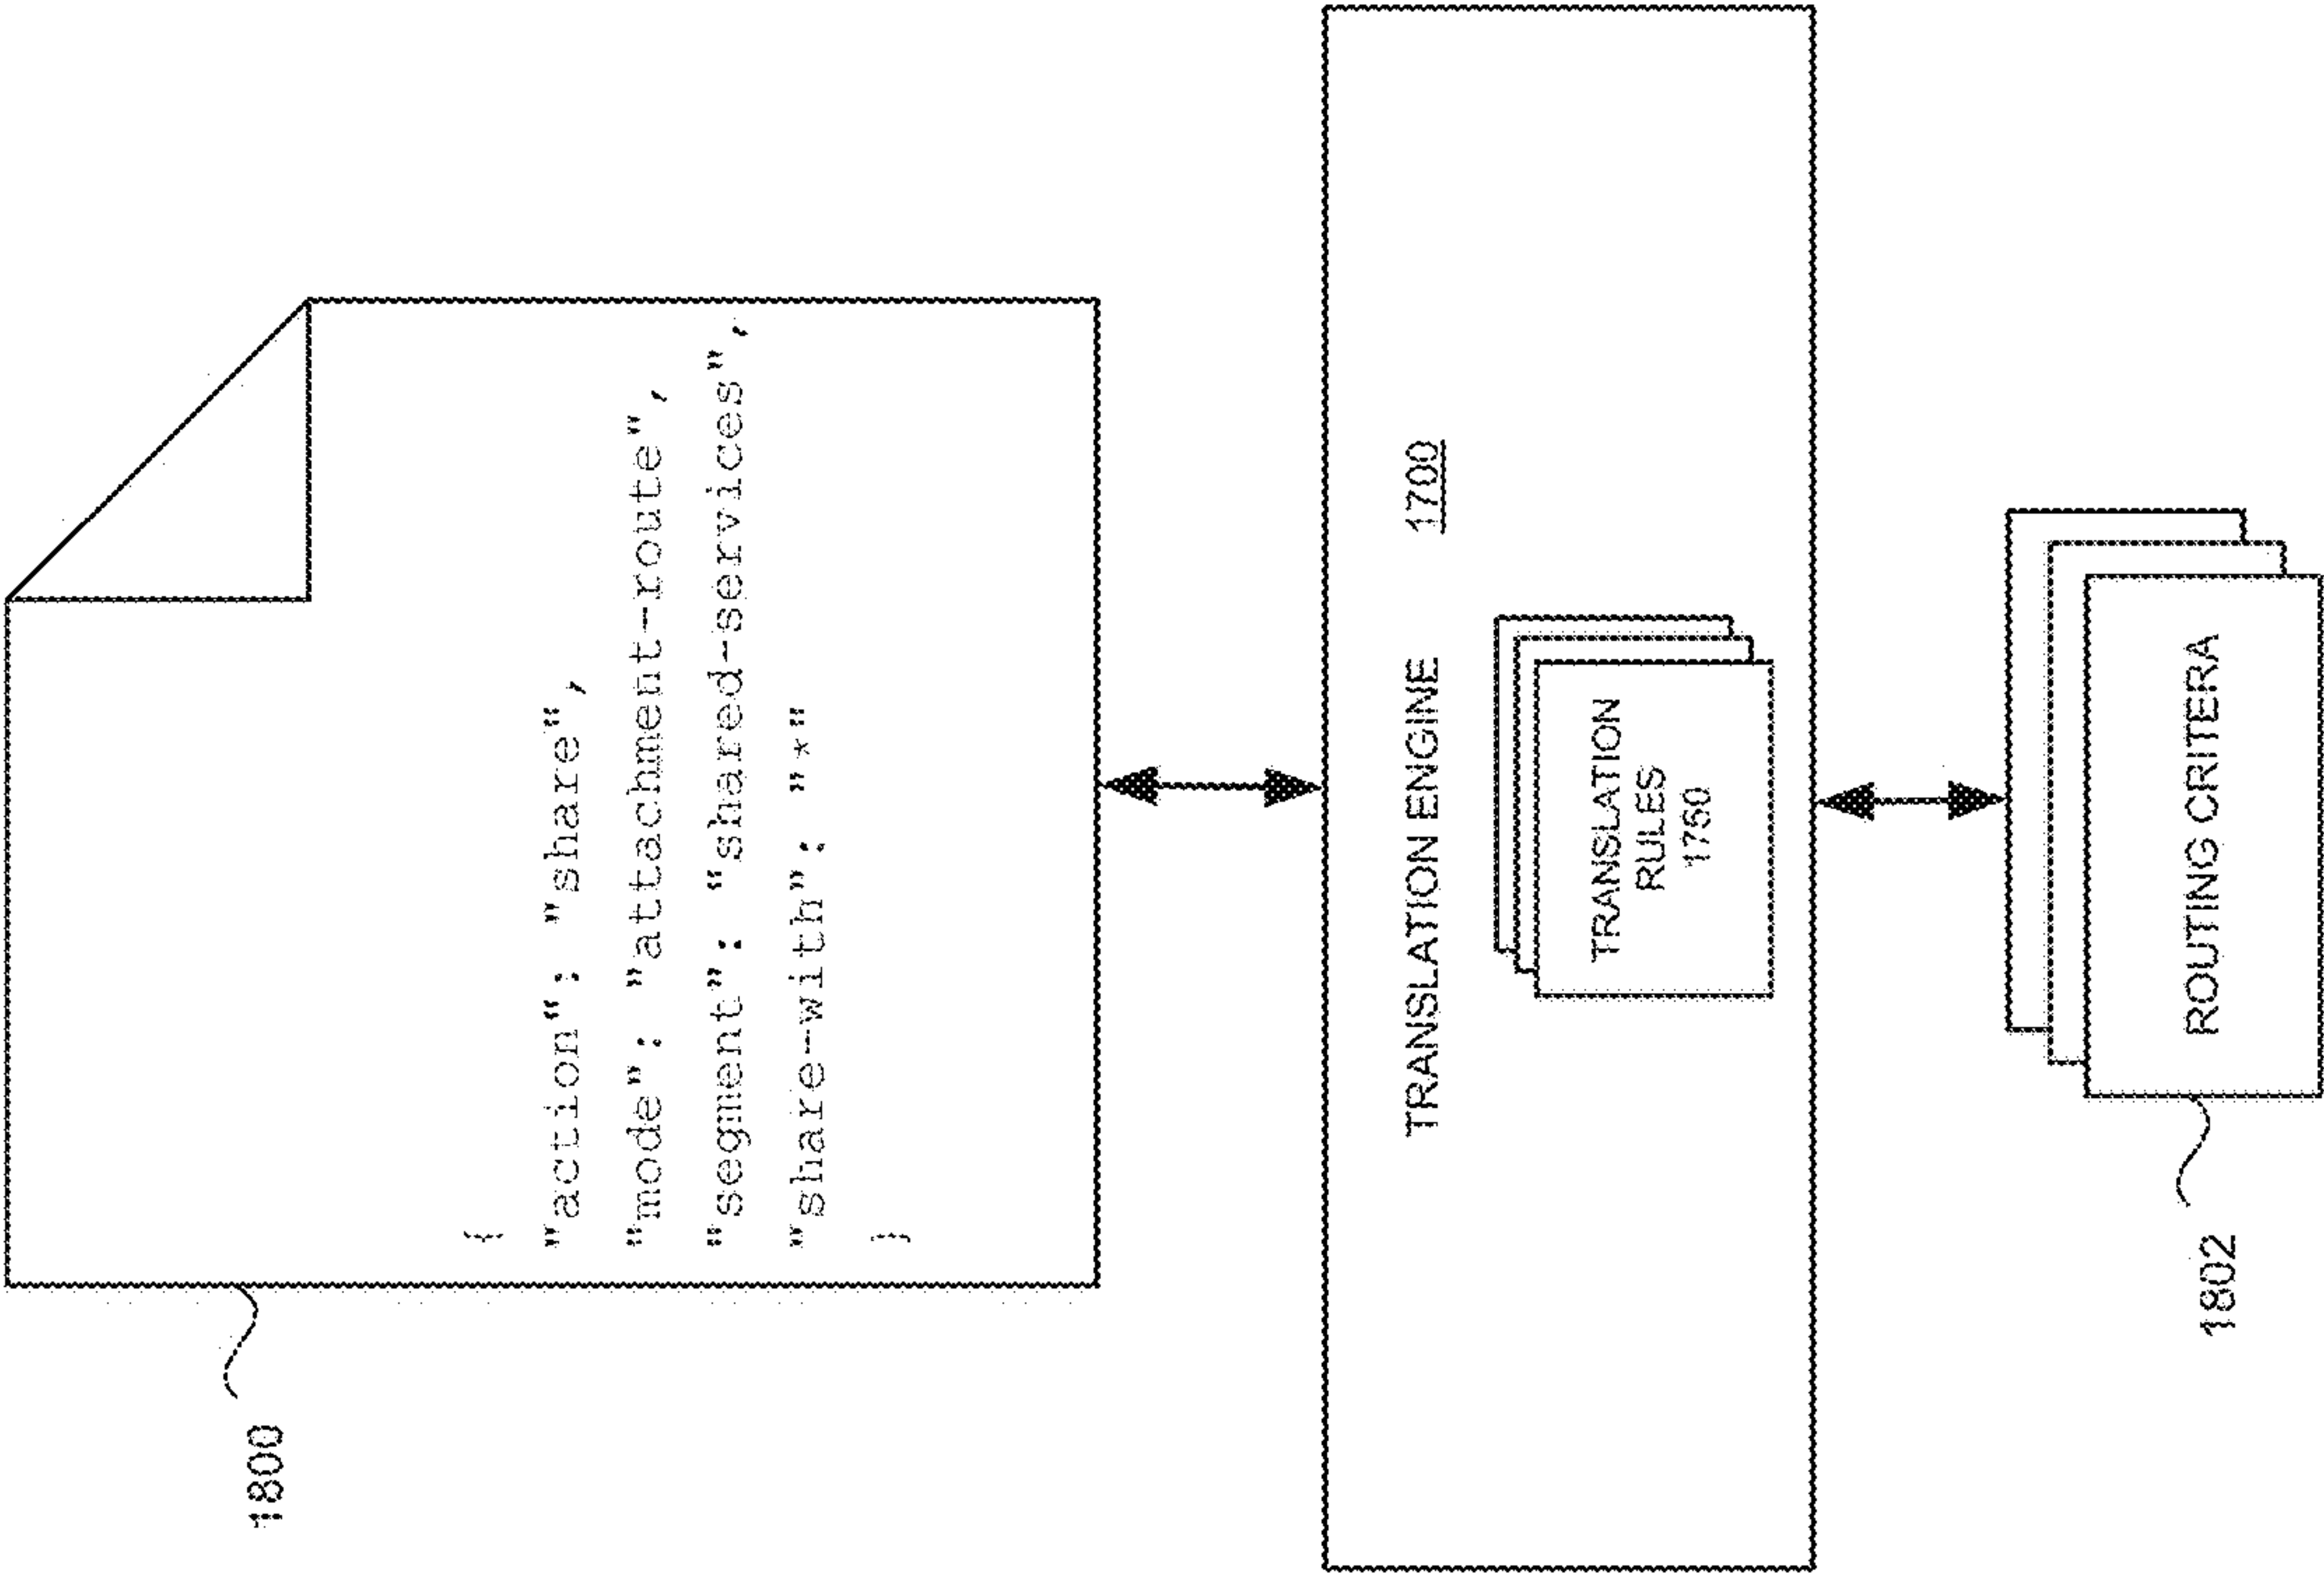 1800
{
"action": "share",
"mode": "attachment-route",
"segment": "shared-services",
"share-with": "*"
}
TRANSLATION ENGINE 1700
TRANSLATION
RULES
1750
ROUTING CRITERA
1802